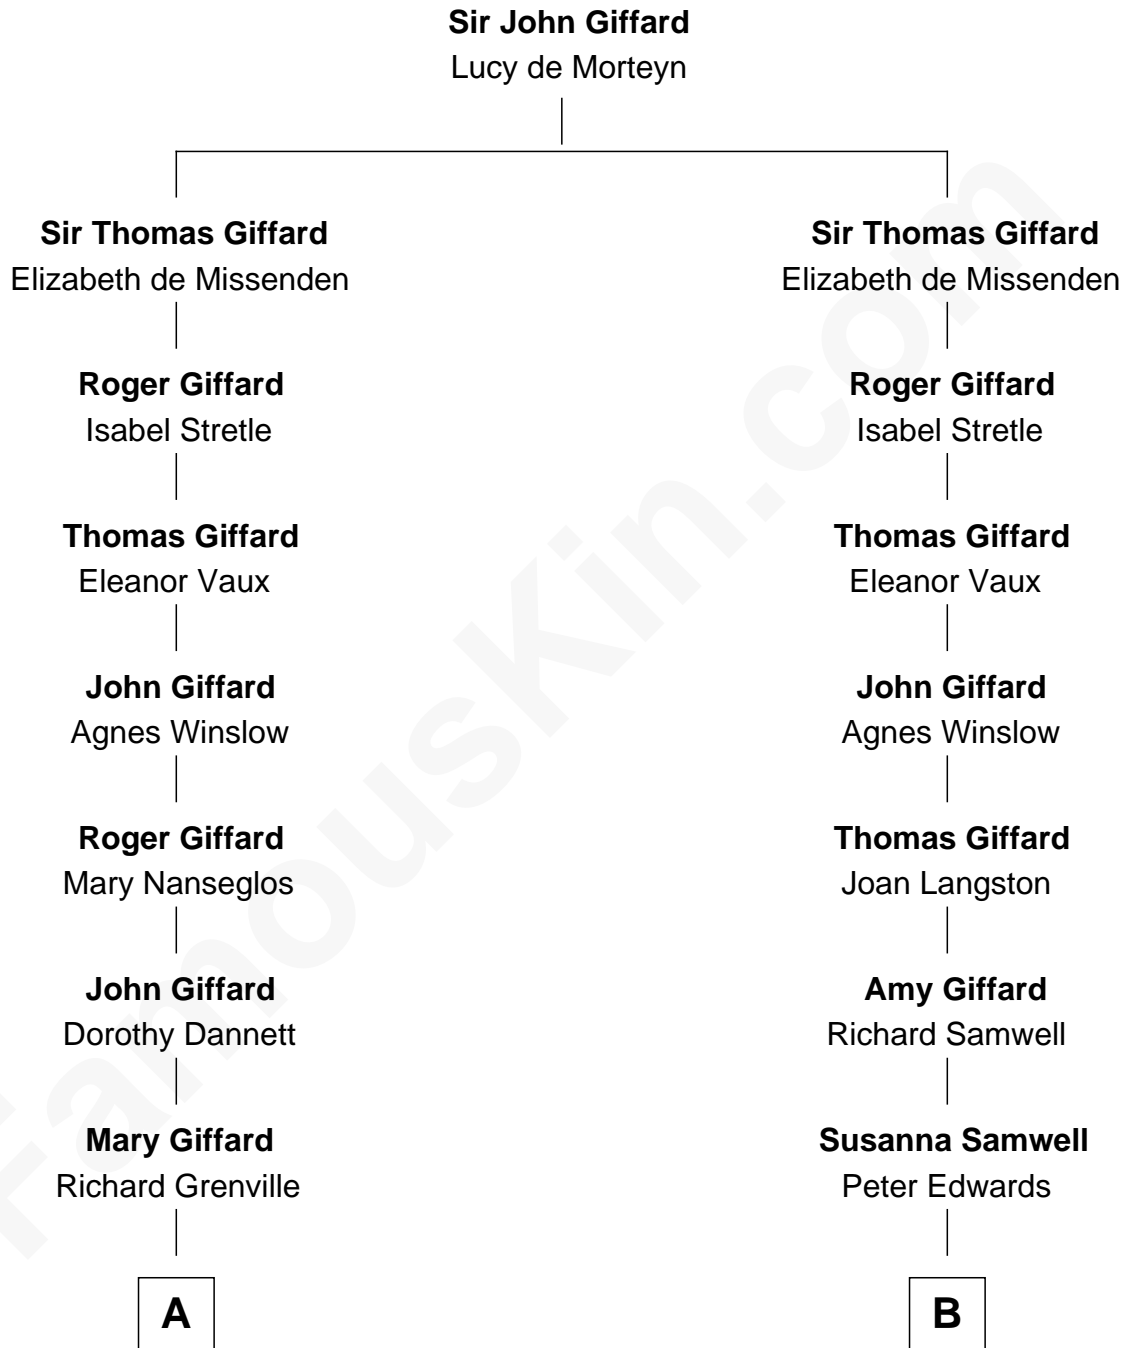 Sir John Giffard
Lucy de Morteyn
Sir Thomas Giffard
Elizabeth de Missenden
Roger Giffard
Isabel Stretle
Thomas Giffard
Eleanor Vaux
John Giffard
Agnes Winslow
Roger Giffard
Mary Nanseglos
John Giffard
Dorothy Dannett
Mary Giffard
Richard Grenville
A
Sir Thomas Giffard
Elizabeth de Missenden
Roger Giffard
Isabel Stretle
Thomas Giffard
Eleanor Vaux
John Giffard
Agnes Winslow
Thomas Giffard
Joan Langston
Amy Giffard
Richard Samwell
Susanna Samwell
Peter Edwards
B
FamousKin.com